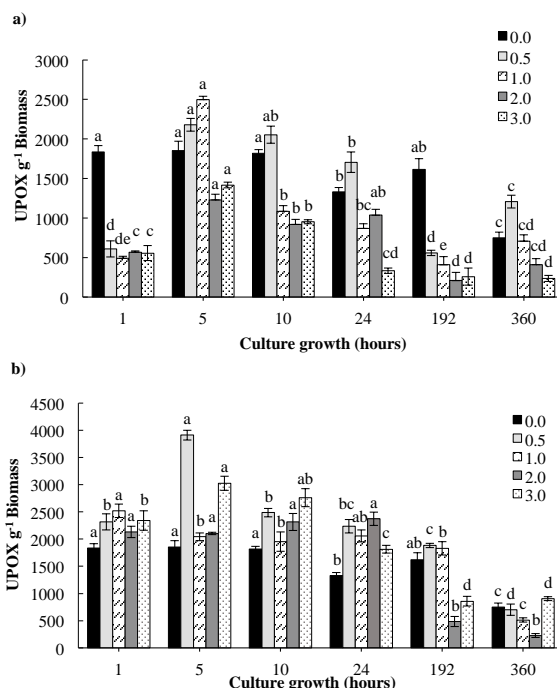 a)
0.0
0.5
1.0
2.0
3.0
UPOX g⁻¹ Biomass
3000
2500
2000
1500
1000
500
0
a d de c c
a a a a a
a ab b b b
b b bc ab cd
ab d e d d
c c c cd d
1 5 10 24 192 360
Culture growth (hours)
b)
0.0
0.5
1.0
2.0
3.0
UPOX g⁻¹ Biomass
4500
4000
3500
3000
2500
2000
1500
1000
500
0
a b a a b
a a b a a
a b b a ab
b bc ab a c
ab c b b d
c d c b d
1 5 10 24 192 360
Culture growth (hours)